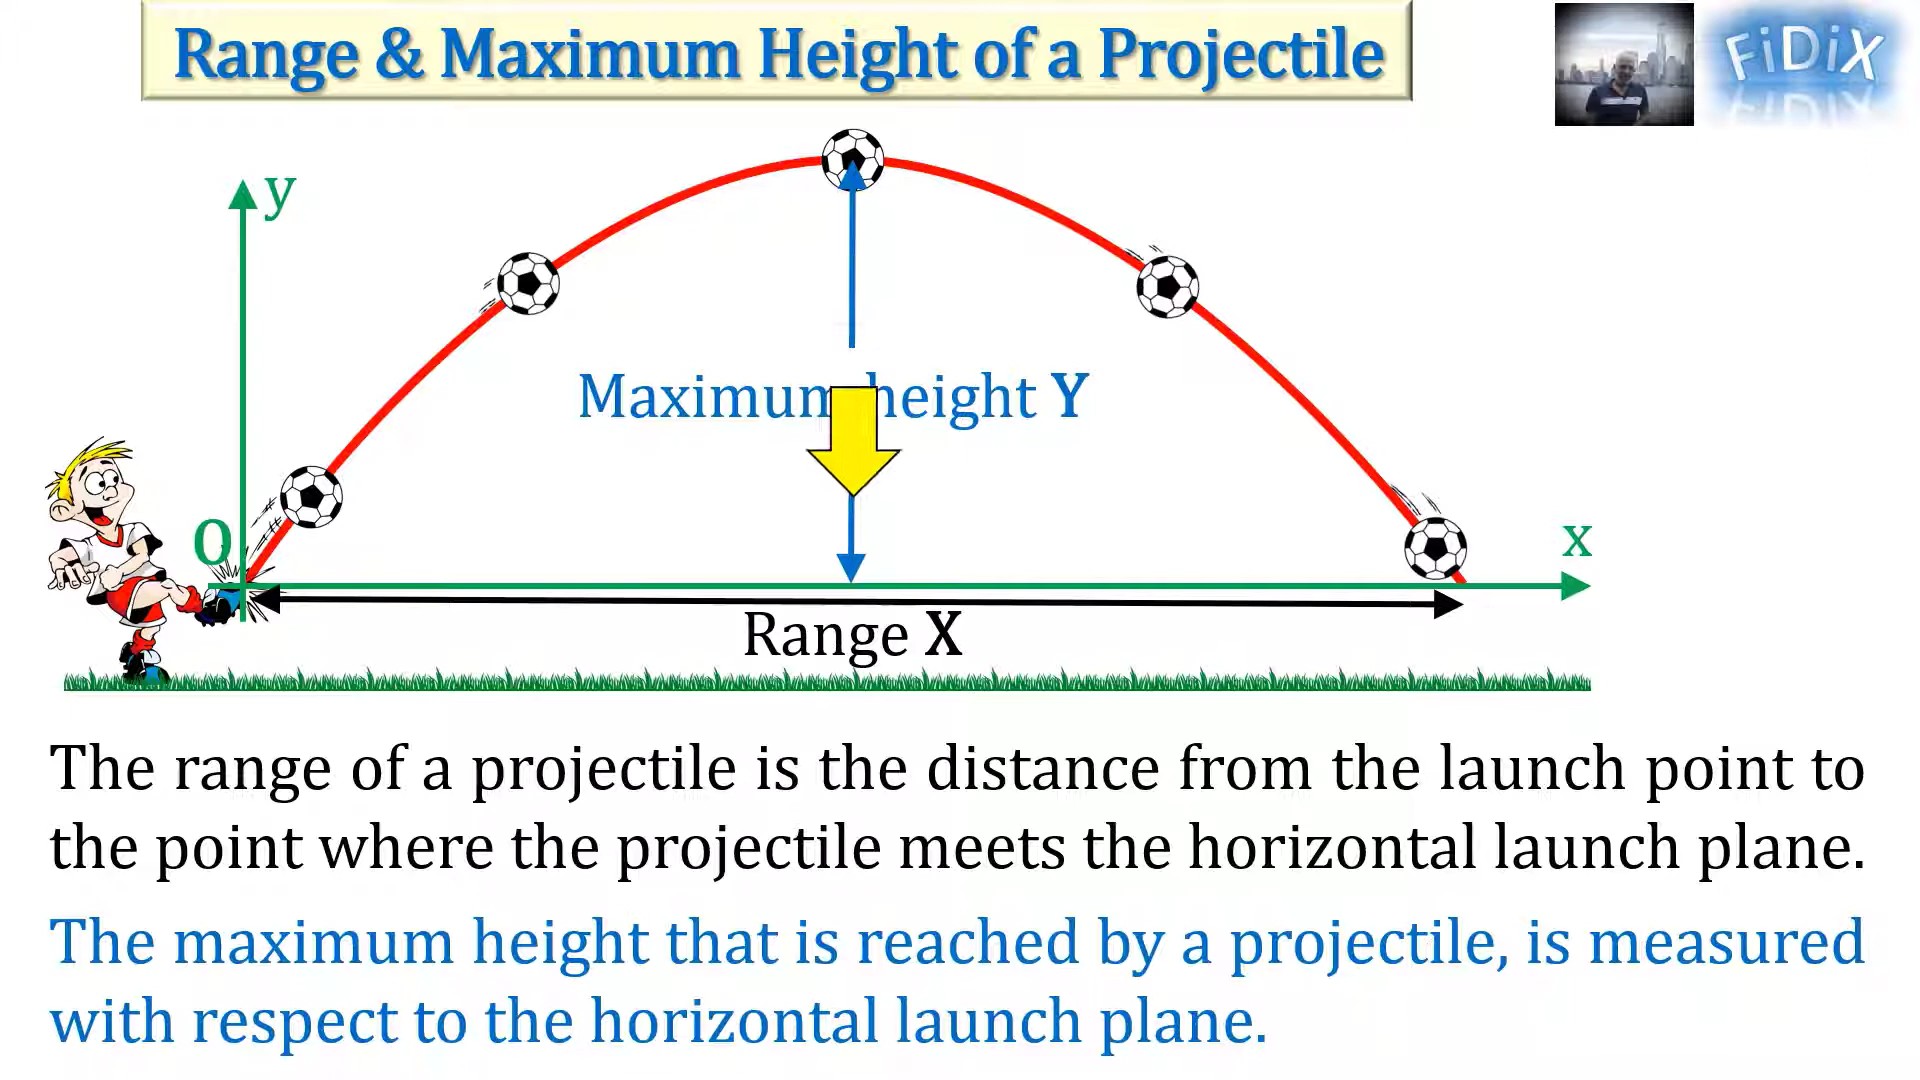 Range & Maximum Height of a Projectile
FiDiX
y
Maximum height Y
O
x
Range X
The range of a projectile is the distance from the launch point to
the point where the projectile meets the horizontal launch plane.
The maximum height that is reached by a projectile, is measured
with respect to the horizontal launch plane.